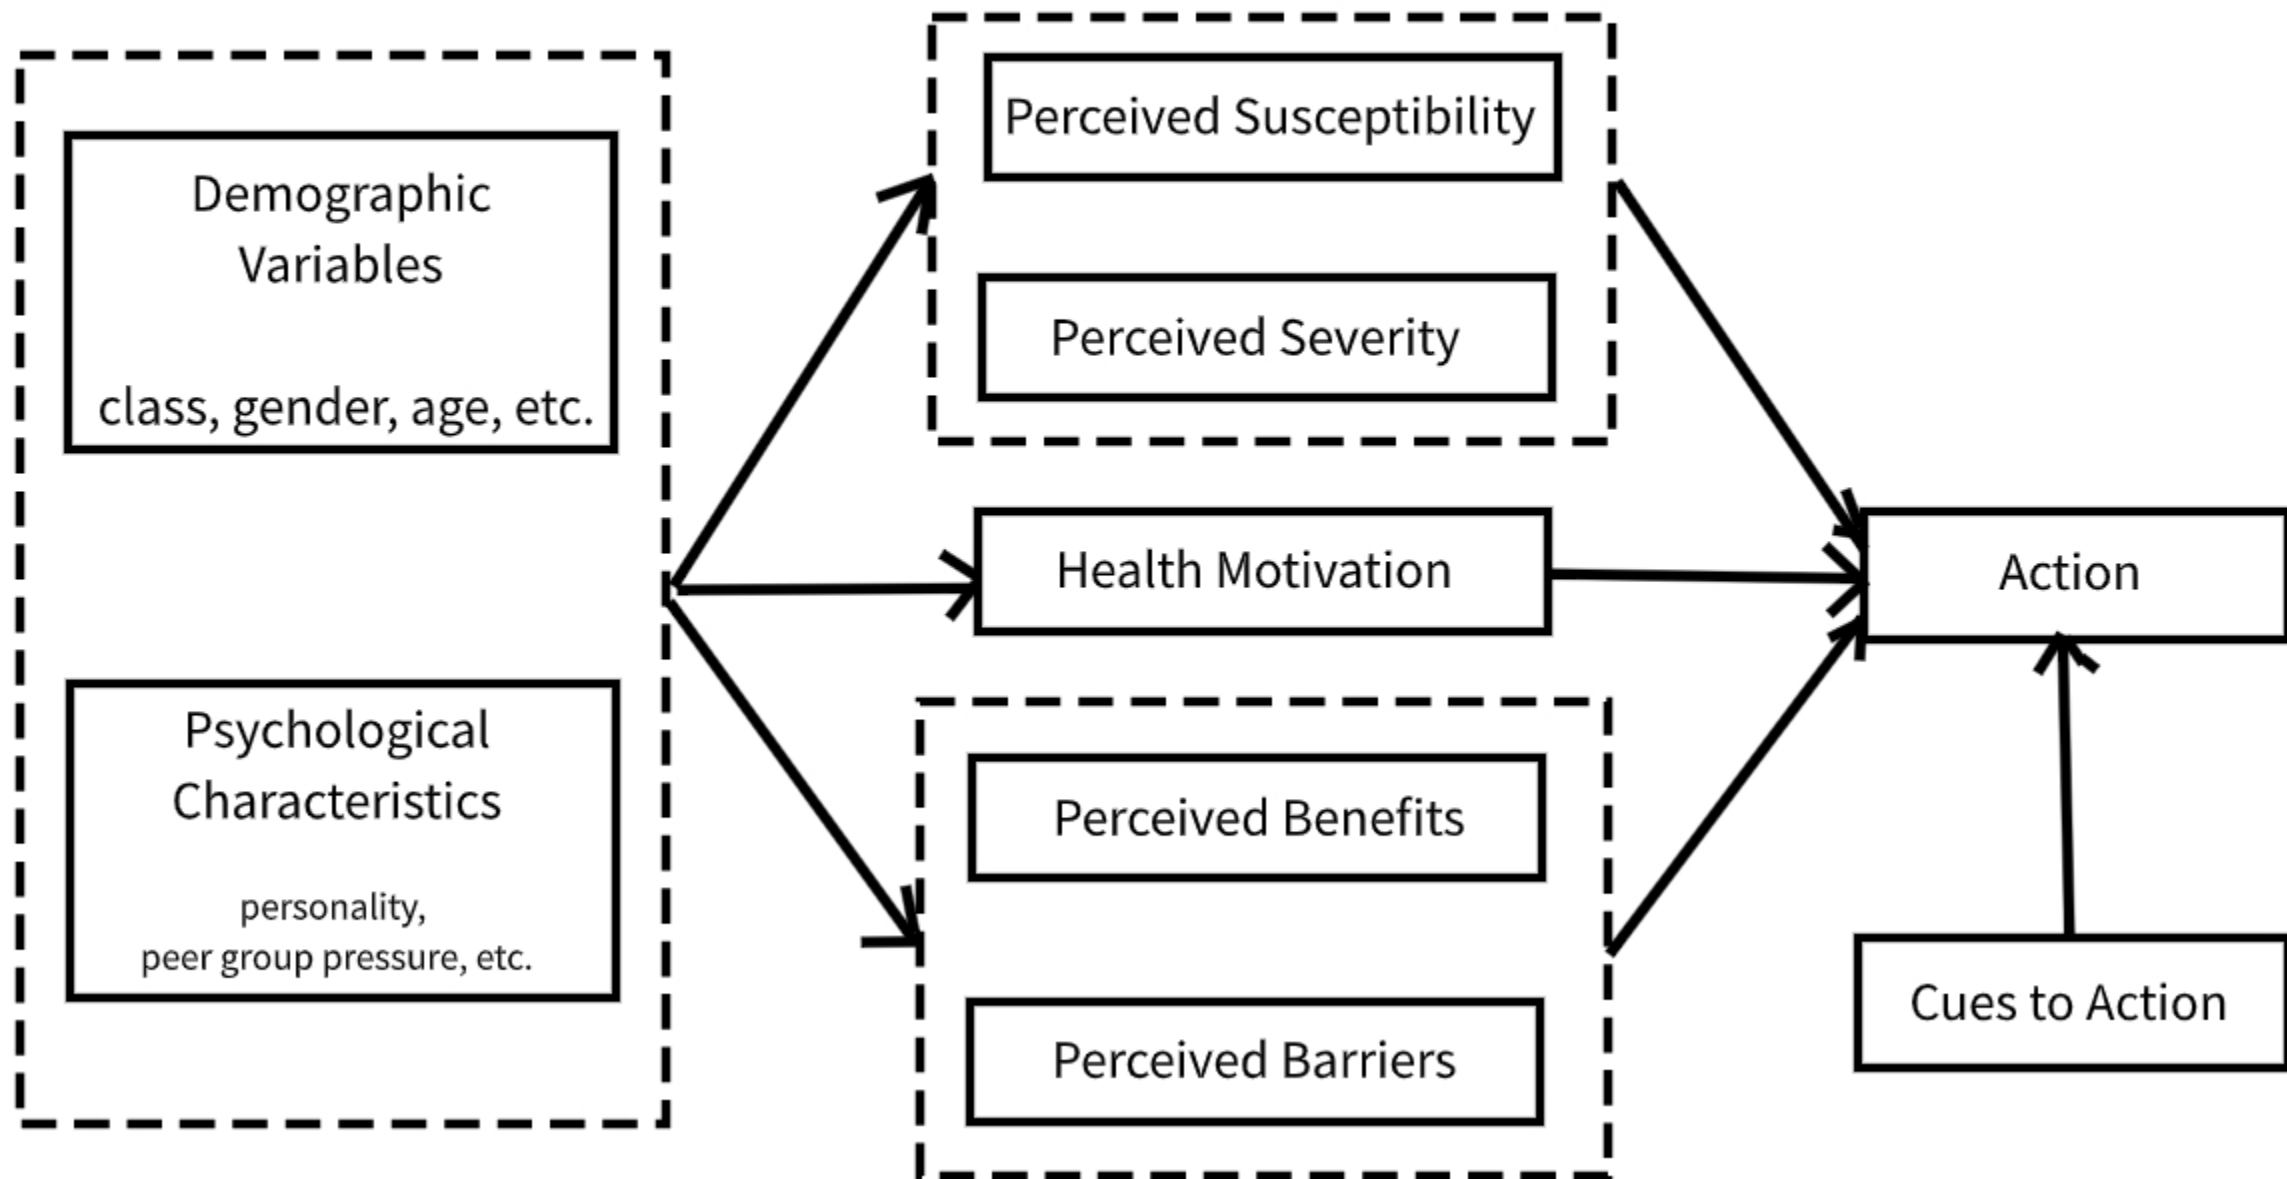 Demographic
Variables
class, gender, age, etc.
Psychological
Characteristics
personality,
peer group pressure, etc.
Perceived Susceptibility
Perceived Severity
Health Motivation
Perceived Benefits
Perceived Barriers
Action
Cues to Action